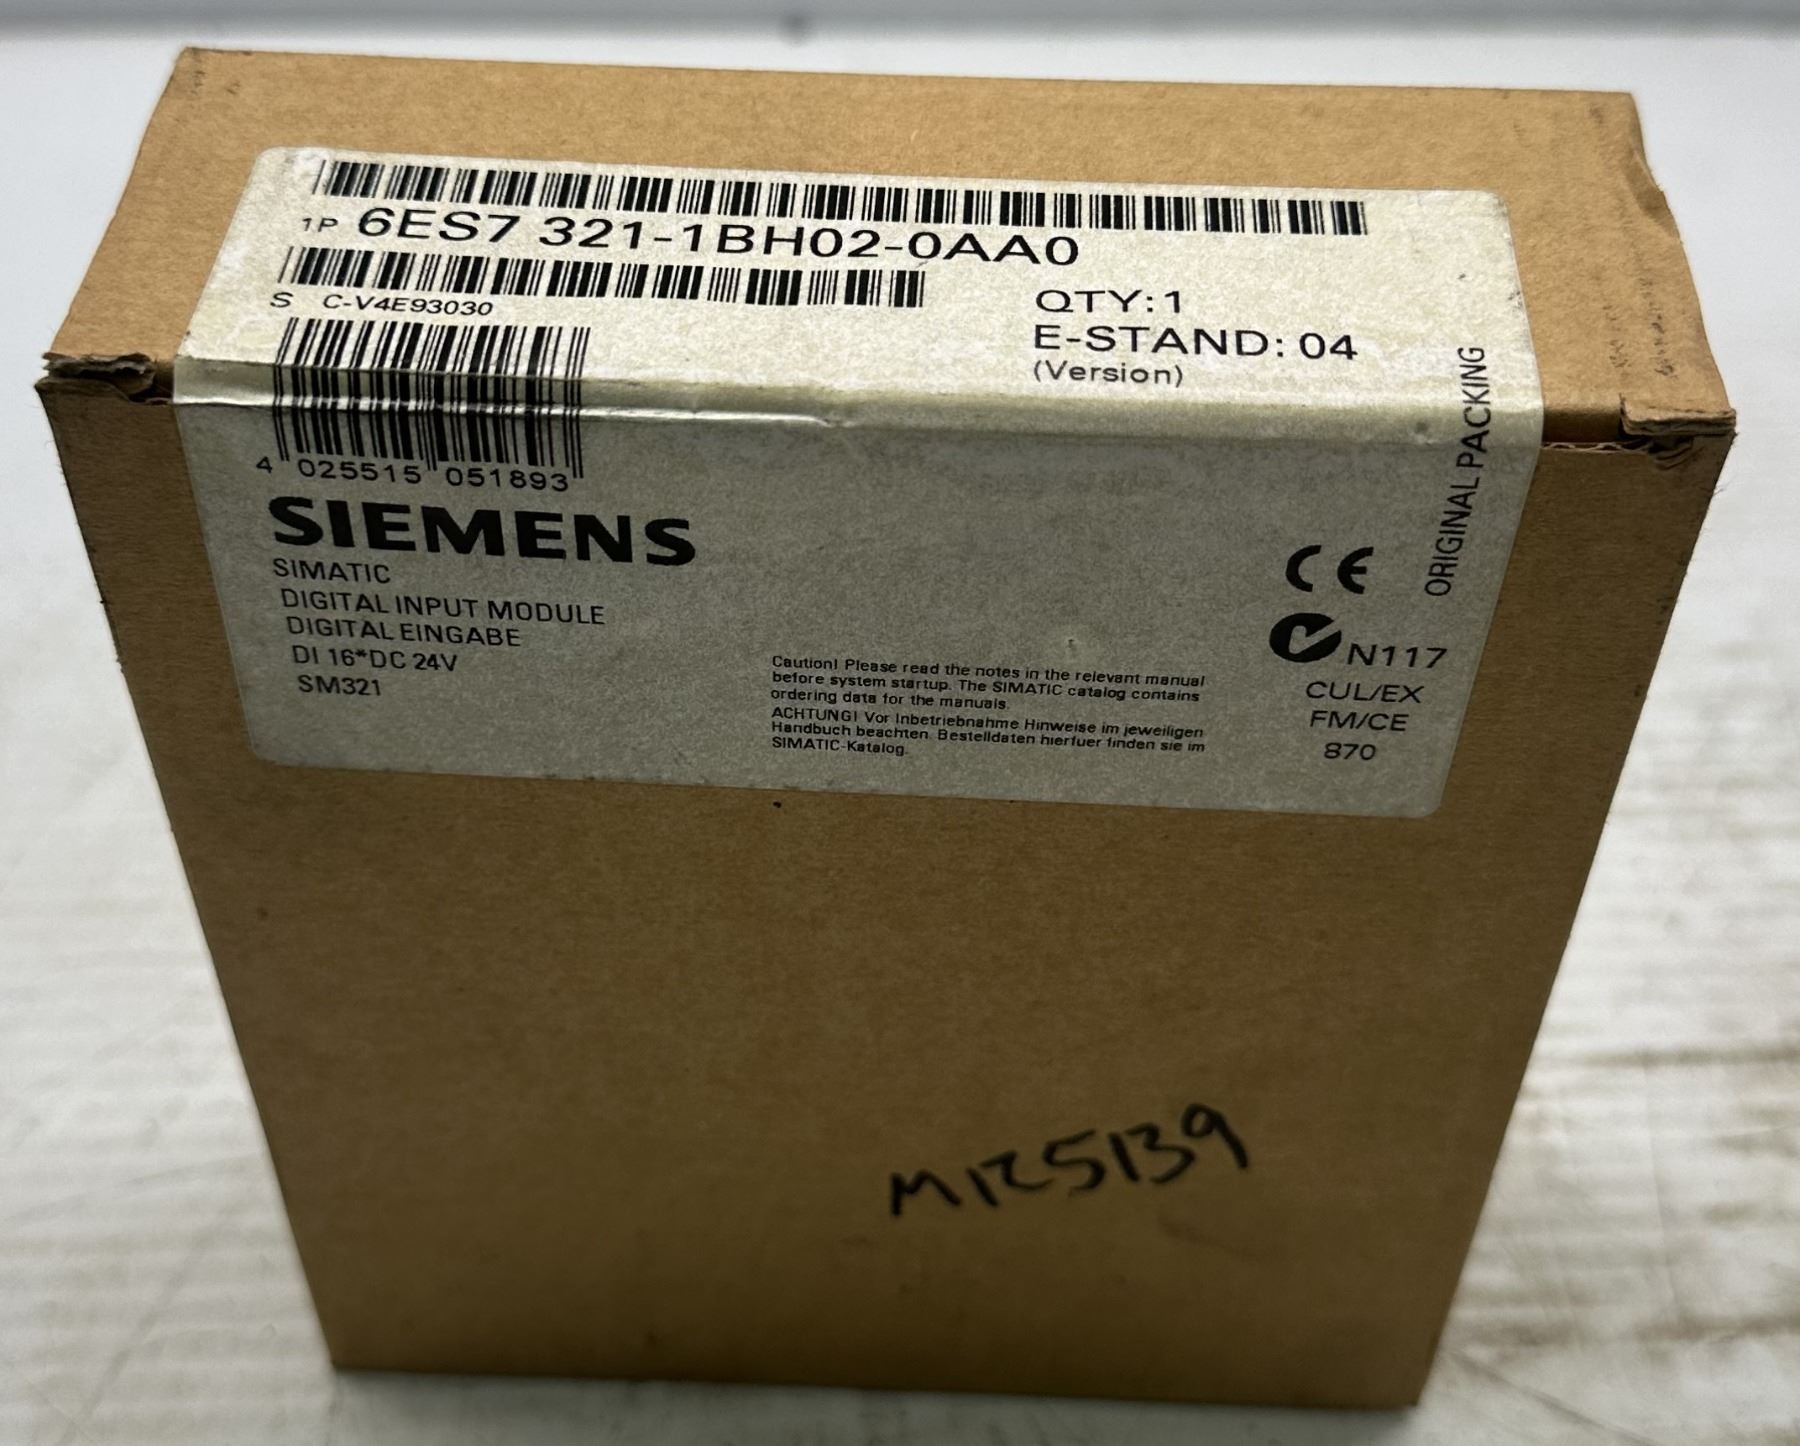 1P 6ES7 321-1BH02-0AA0
S C-V4E93030
QTY:1
E-STAND: 04
(Version)
4 025515 051893
ORIGINAL PACKING
SIEMENS
SIMATIC
DIGITAL INPUT MODULE
DIGITAL EINGABE
DI 16*DC 24V
SM321
Caution! Please read the notes in the relevant manual
before system startup. The SIMATIC catalog contains
ordering data for the manuals.
ACHTUNG! Vor Inbetriebnahme Hinweise im jeweiligen
Handbuch beachten. Bestelldaten hierfuer finden sie im
SIMATIC-Katalog.
CE
N117
CUL/EX
FM/CE
870
MR5139